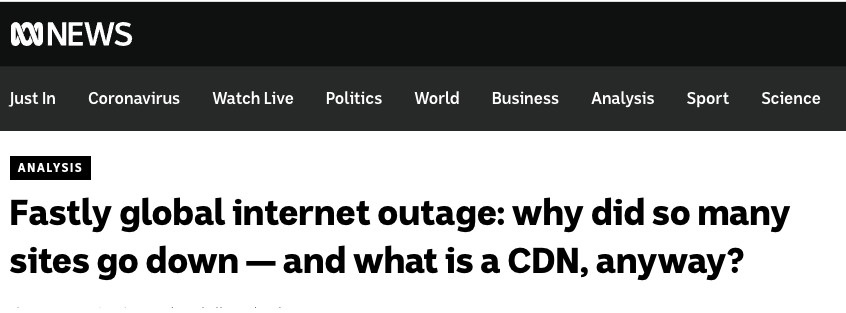 NEWS
Just In Coronavirus Watch Live Politics World Business Analysis Sport Science
ANALYSIS
Fastly global internet outage: why did so many
sites go down — and what is a CDN, anyway?